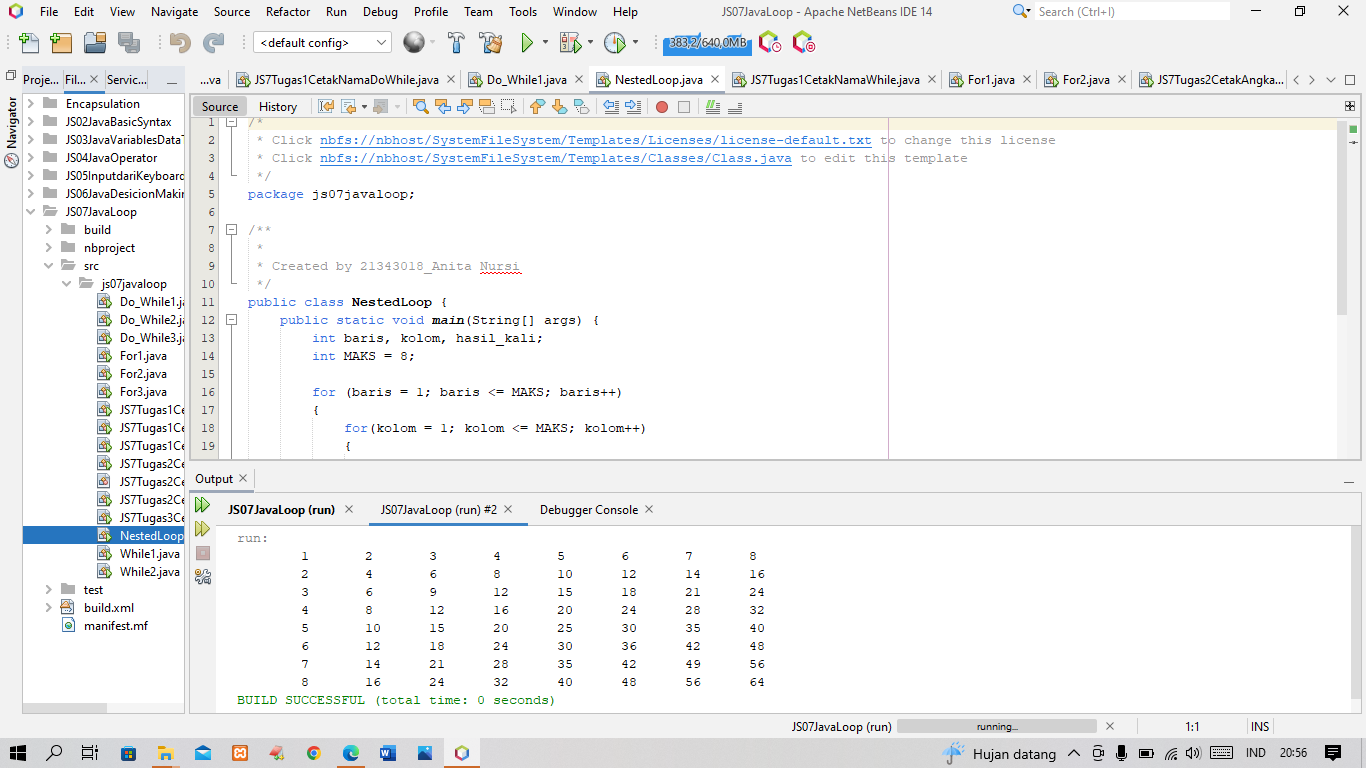 File Edit View Navigate Source Refactor Run Debug Profile Team Tools Window Help JS07JavaLoop - Apache NetBeans IDE 14 Search (Ctrl+I)
<default config> 383,2/640,0MB
Proje... Fil... Servic...
...va JS7Tugas1CetakNamaDoWhile.java Do_While1.java NestedLoop.java JS7Tugas1CetakNamaWhile.java For1.java For2.java JS7Tugas2CetakAngka...
Navigator
Encapsulation
JS02JavaBasicSyntax
JS03JavaVariablesDataT
JS04JavaOperator
JS05InputdariKeyboard
JS06JavaDesicionMakin
JS07JavaLoop
build
nbproject
src
js07javaloop
Do_While1.ja
Do_While2.ja
Do_While3.ja
For1.java
For2.java
For3.java
JS7Tugas1Ce
JS7Tugas1Ce
JS7Tugas1Ce
JS7Tugas2Ce
JS7Tugas2Ce
JS7Tugas2Ce
JS7Tugas3Ce
NestedLoop
While1.java
While2.java
test
build.xml
manifest.mf
Source History
1 /*
2 * Click nbfs://nbhost/SystemFileSystem/Templates/Licenses/license-default.txt to change this license
3 * Click nbfs://nbhost/SystemFileSystem/Templates/Classes/Class.java to edit this template
4 */
5 package js07javaloop;
6
7 /**
8 *
9 * Created by 21343018_Anita Nursi
10 */
11 public class NestedLoop {
12 public static void main(String[] args) {
13 int baris, kolom, hasil_kali;
14 int MAKS = 8;
15
16 for (baris = 1; baris <= MAKS; baris++)
17 {
18 for(kolom = 1; kolom <= MAKS; kolom++)
19 {
Output
JS07JavaLoop (run) JS07JavaLoop (run) #2 Debugger Console
run:
1 2 3 4 5 6 7 8
2 4 6 8 10 12 14 16
3 6 9 12 15 18 21 24
4 8 12 16 20 24 28 32
5 10 15 20 25 30 35 40
6 12 18 24 30 36 42 48
7 14 21 28 35 42 49 56
8 16 24 32 40 48 56 64
BUILD SUCCESSFUL (total time: 0 seconds)
JS07JavaLoop (run) running... 1:1 INS
Hujan datang IND 20:56